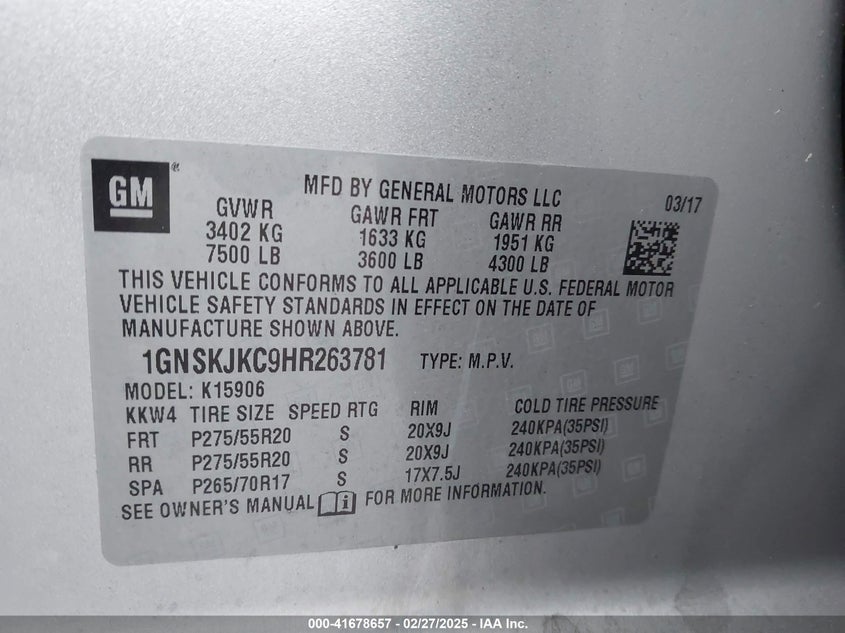 GM®
MFD BY GENERAL MOTORS LLC 03/17
GVWR GAWR FRT GAWR RR
3402 KG 1633 KG 1951 KG
7500 LB 3600 LB 4300 LB
THIS VEHICLE CONFORMS TO ALL APPLICABLE U.S. FEDERAL MOTOR
VEHICLE SAFETY STANDARDS IN EFFECT ON THE DATE OF
MANUFACTURE SHOWN ABOVE.
1GNSKJKC9HR263781 TYPE: M.P.V.
MODEL: K15906
KKW4 TIRE SIZE SPEED RTG RIM COLD TIRE PRESSURE
FRT P275/55R20 S 20X9J 240KPA(35PSI)
RR P275/55R20 S 20X9J 240KPA(35PSI)
SPA P265/70R17 S 17X7.5J 240KPA(35PSI)
SEE OWNER'S MANUAL i FOR MORE INFORMATION.
000-41678657 - 02/27/2025 - IAA Inc.